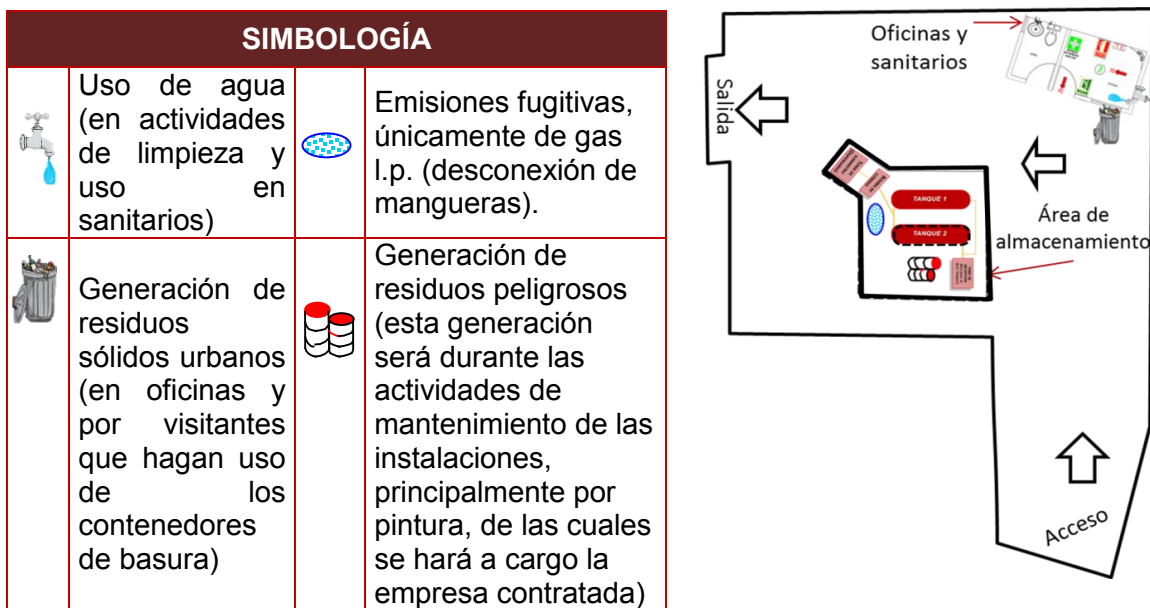 SIMBOLOGÍA
Uso de agua
(en actividades
de limpieza y
uso en
sanitarios)
Emisiones fugitivas,
únicamente de gas
l.p. (desconexión de
mangueras).
Generación de
residuos
sólidos urbanos
(en oficinas y
por visitantes
que hagan uso
de los
contenedores
de basura)
Generación de
residuos peligrosos
(esta generación
será durante las
actividades de
mantenimiento de las
instalaciones,
principalmente por
pintura, de las cuales
se hará a cargo la
empresa contratada)
Oficinas y
sanitarios
Salida
TANQUE 1
TANQUE 2
Área de
almacenamiento
Acceso